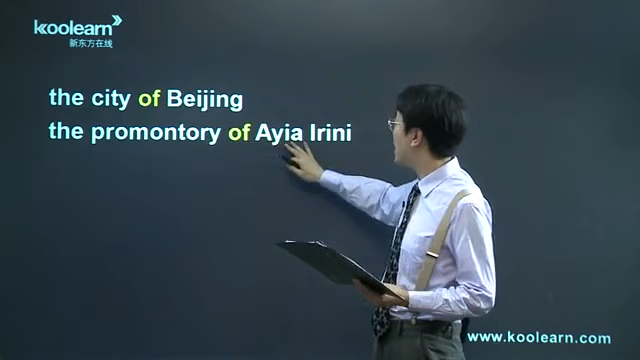 koolearn
新东方在线
the city of Beijing
the promontory of Ayia Irini
www.koolearn.com